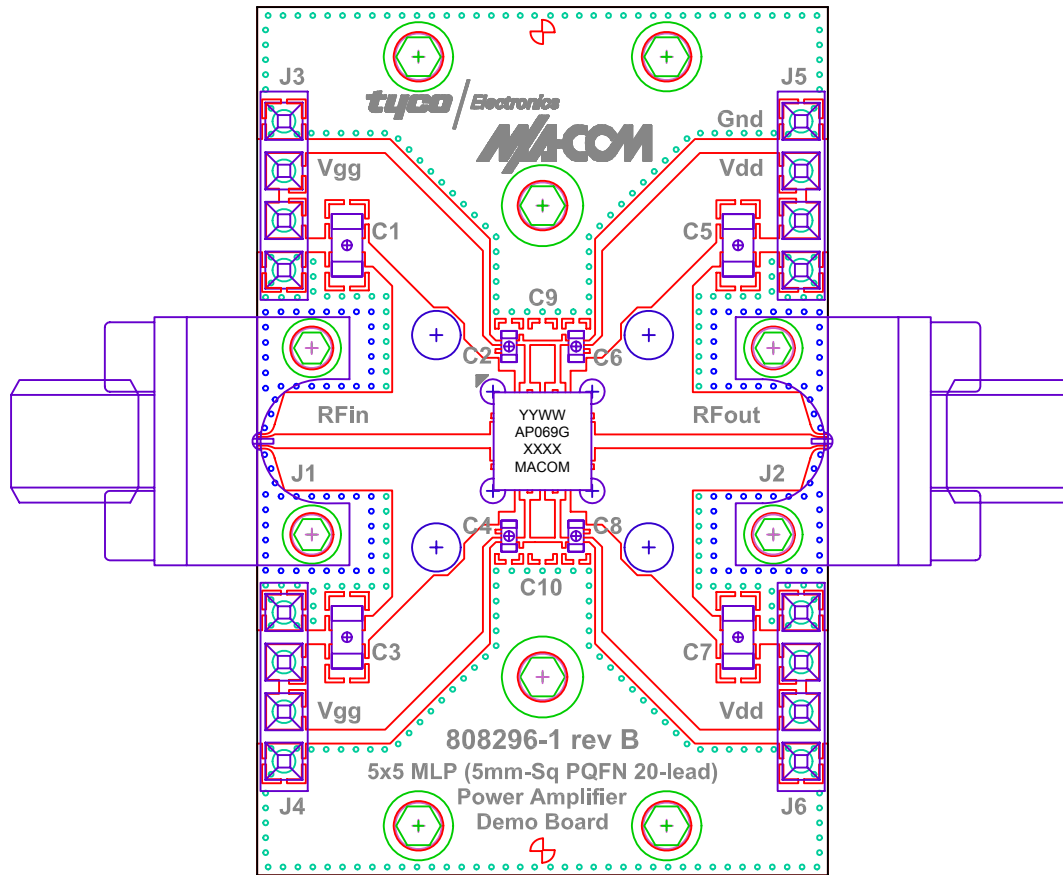 J3
J5
tyco / Electronics
M/A-COM
Gnd
Vgg
Vdd
C1
C5
C9
C2
C6
RFin
RFout
YYWW
AP069G
XXXX
MACOM
J1
J2
C4
C8
C10
C3
C7
Vgg
Vdd
808296-1 rev B
5x5 MLP (5mm-Sq PQFN 20-lead)
Power Amplifier
Demo Board
J4
J6